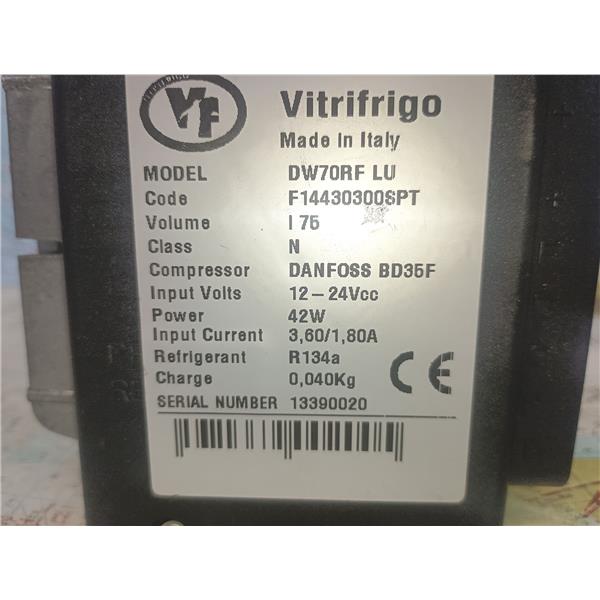 VF
Vitrifrigo
Made in Italy
MODEL DW70RF LU
Code F14430300SPT
Volume l 75
Class N
Compressor DANFOSS BD35F
Input Volts 12-24Vcc
Power 42W
Input Current 3,60/1,80A
Refrigerant R134a
Charge 0,040Kg
CE
SERIAL NUMBER 13390020